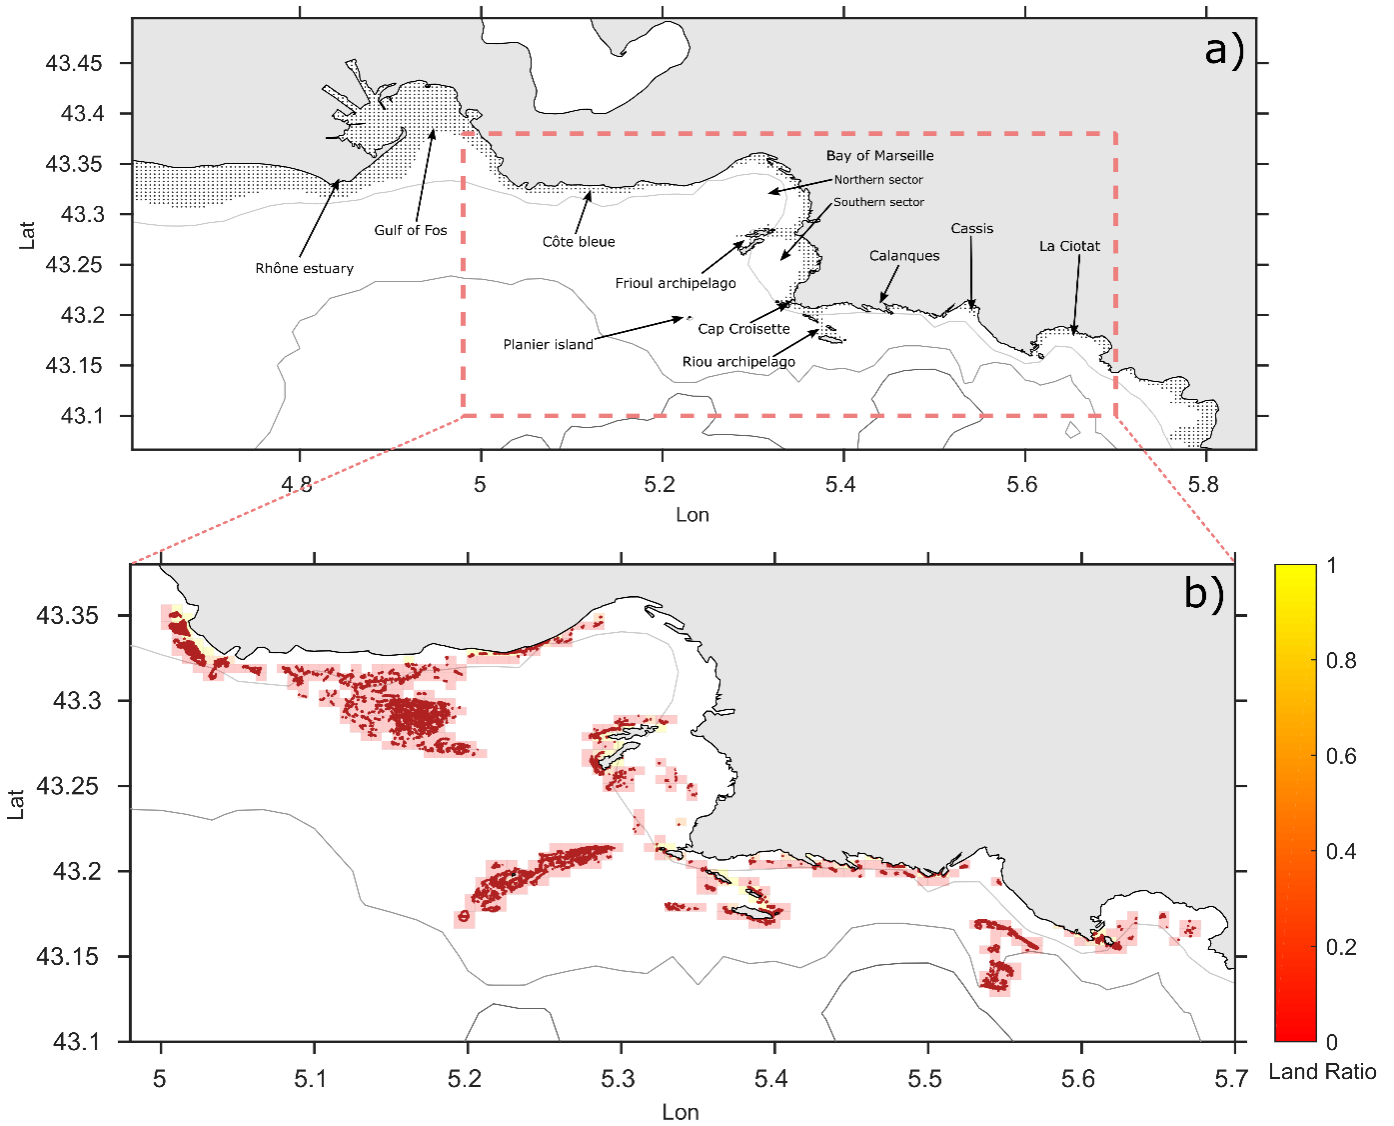 a)
43.45
43.4
43.35
43.3
43.25
43.2
43.15
43.1
Lat
Bay of Marseille
Northern sector
Southern sector
Gulf of Fos
Côte bleue
Cassis
La Ciotat
Calanques
Rhône estuary
Frioul archipelago
Cap Croisette
Planier island
Riou archipelago
4.8
5
5.2
5.4
5.6
5.8
Lon
b)
43.35
43.3
43.25
43.2
43.15
43.1
Lat
5
5.1
5.2
5.3
5.4
5.5
5.6
5.7
Lon
1
0.8
0.6
0.4
0.2
0
Land Ratio